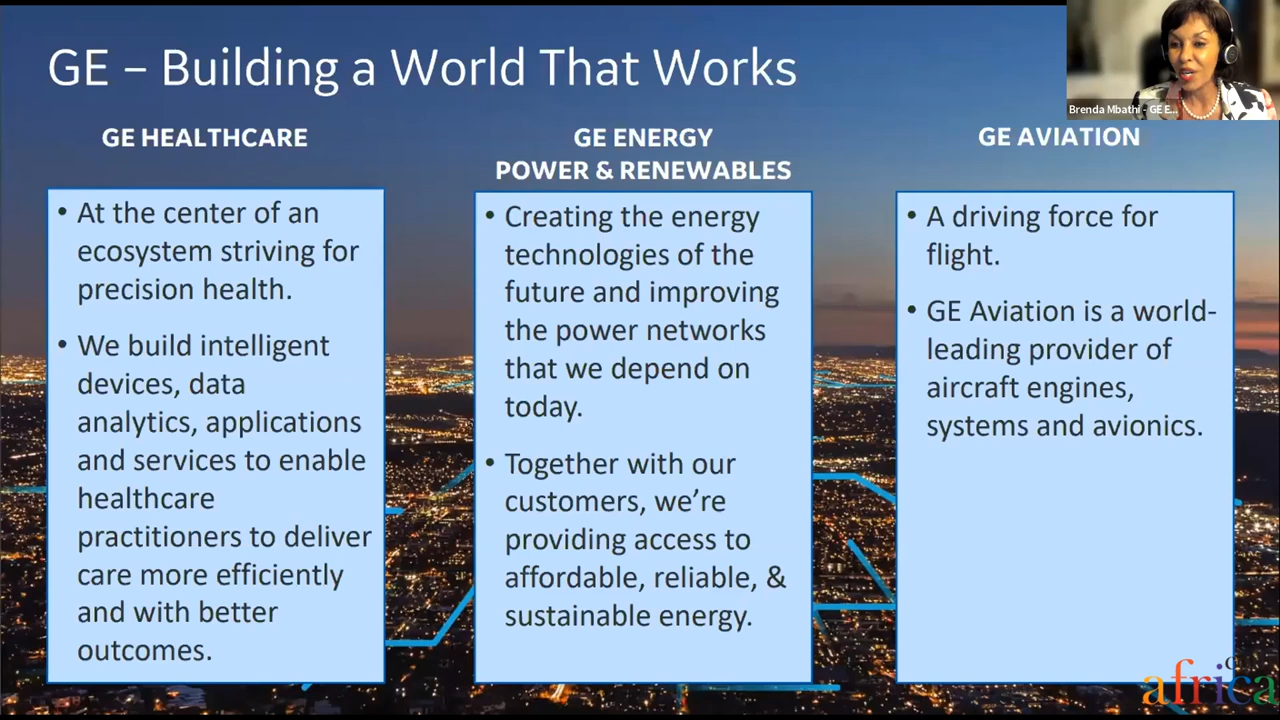 GE – Building a World That Works
Brenda Mbathi - GE E...
GE HEALTHCARE
• At the center of an
ecosystem striving for
precision health.
• We build intelligent
devices, data
analytics, applications
and services to enable
healthcare
practitioners to deliver
care more efficiently
and with better
outcomes.
GE ENERGY
POWER & RENEWABLES
• Creating the energy
technologies of the
future and improving
the power networks
that we depend on
today.
• Together with our
customers, we’re
providing access to
affordable, reliable, &
sustainable energy.
GE AVIATION
• A driving force for
flight.
• GE Aviation is a world-
leading provider of
aircraft engines,
systems and avionics.
africa